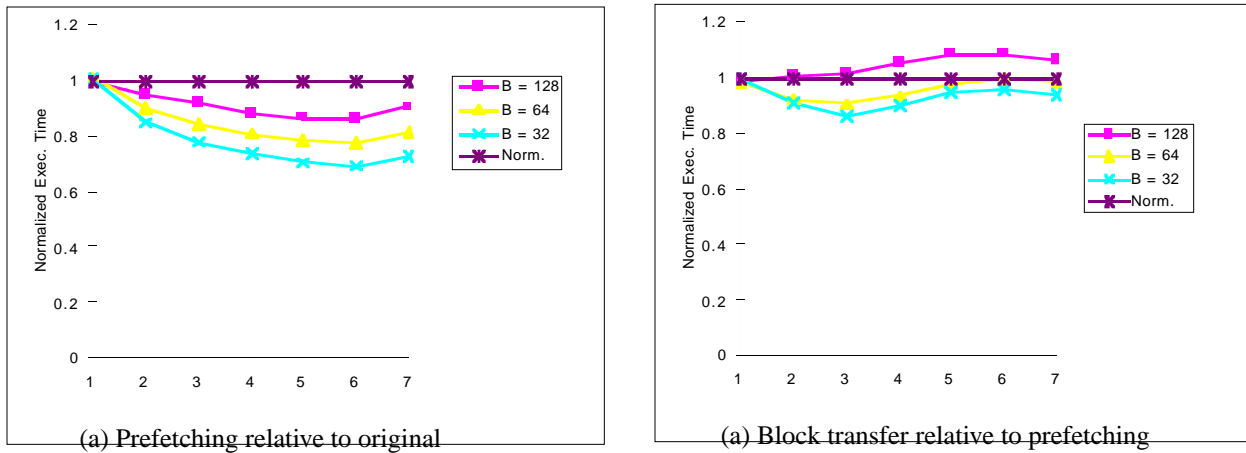 1.2
1
0.8
0.6
0.4
0.2
0
Normalized Exec. Time
1 2 3 4 5 6 7
B = 128
B = 64
B = 32
Norm.
(a) Prefetching relative to original
1.2
1
0.8
0.6
0.4
0.2
0
Normalized Exec. Time
1 2 3 4 5 6 7
B = 128
B = 64
B = 32
Norm.
(a) Block transfer relative to prefetching